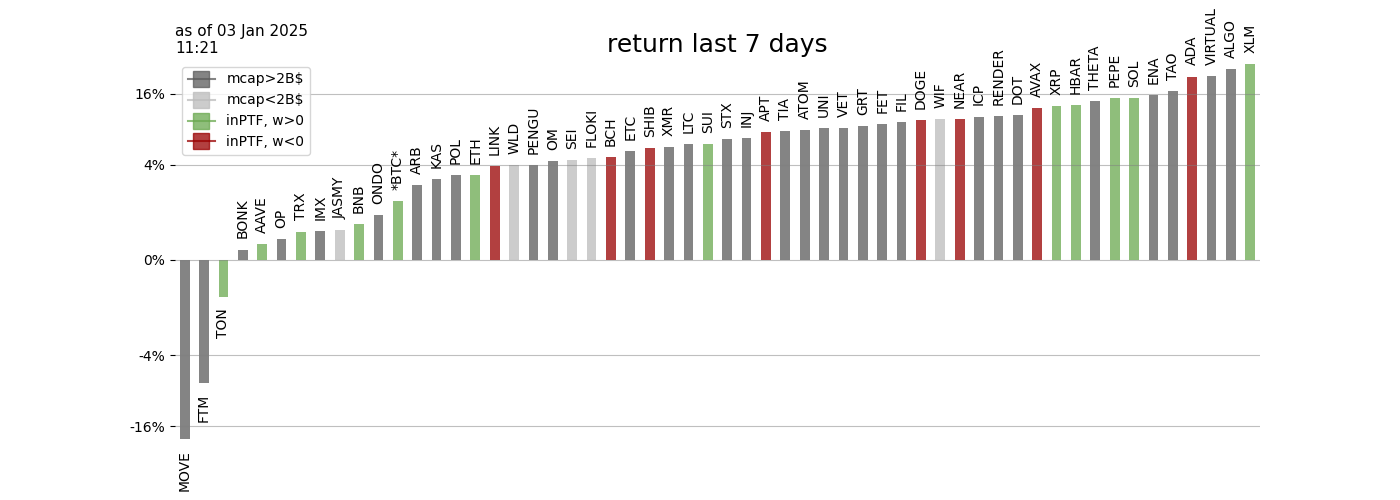 as of 03 Jan 2025
11:21
return last 7 days
mcap>2B$
mcap<2B$
inPTF, w>0
inPTF, w<0
16%
4%
0%
-4%
-16%
MOVE
FTM
TON
BONK
AAVE
OP
TRX
IMX
JASMY
BNB
ONDO
*BTC*
ARB
KAS
POL
ETH
LINK
WLD
PENGU
OM
SEI
FLOKI
BCH
ETC
SHIB
XMR
LTC
SUI
STX
INJ
APT
TIA
ATOM
UNI
VET
GRT
FET
FIL
DOGE
WIF
NEAR
ICP
RENDER
DOT
AVAX
XRP
HBAR
THETA
PEPE
SOL
ENA
TAO
ADA
VIRTUAL
ALGO
XLM